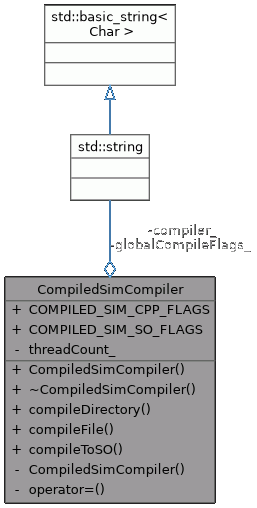 std::basic_string<
Char >
std::string
-compiler_
-globalCompileFlags_
CompiledSimCompiler
+ COMPILED_SIM_CPP_FLAGS
+ COMPILED_SIM_SO_FLAGS
- threadCount_
+ CompiledSimCompiler()
+ ~CompiledSimCompiler()
+ compileDirectory()
+ compileFile()
+ compileToSO()
- CompiledSimCompiler()
- operator=()